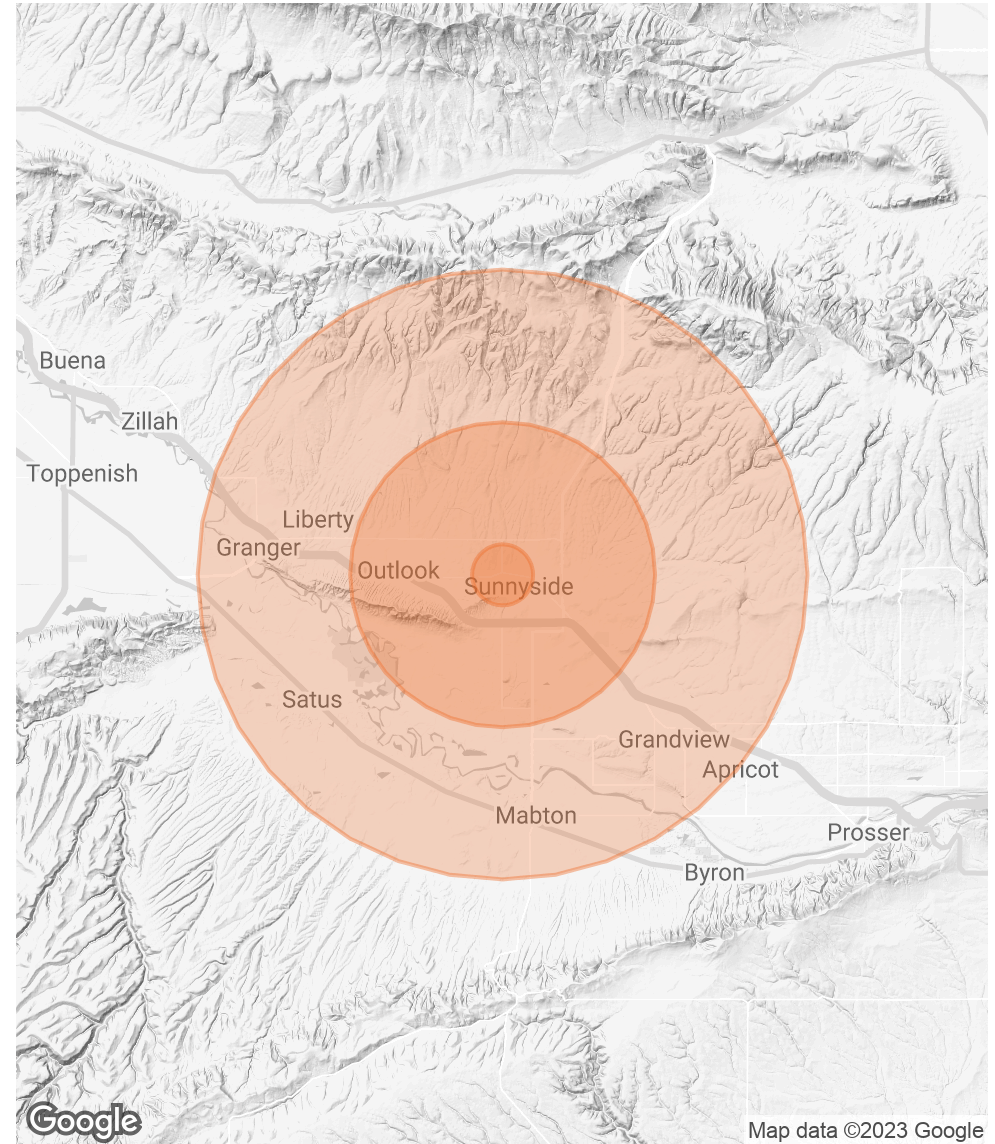 Buena
Zillah
Toppenish
Liberty
Granger
Outlook
Sunnyside
Satus
Grandview
Apricot
Mabton
Prosser
Byron
Google
Map data ©2023 Google